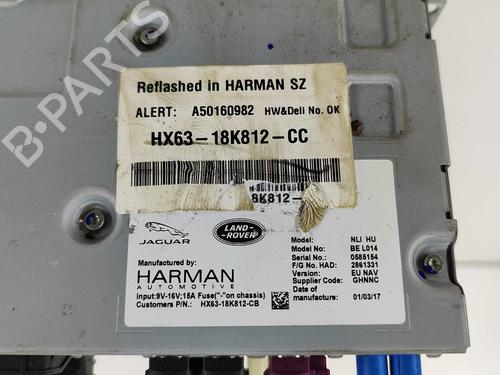 Reflashed in HARMAN SZ
ALERT: A50160982 HW&Deli No. OK
HX63-18K812-CC
8K812-
JAGUAR
LAND-
ROVER
Manufactured by:
HARMAN
AUTOMOTIVE
Input:9V-16V;15A Fuse("-"on chassis)
Customers P/N.: HX63-18K812-CB
Model: NLI HU
Model No: BE L014
Serial No.: 0585154
F/G No. HAD: 2861331
Version: EU NAV
Supplier Code: GHNNC
Date of
manufacture: 01/03/17
B-PARTS